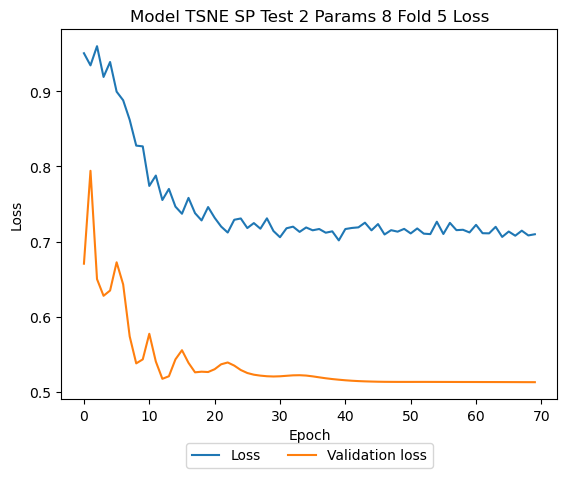 Model TSNE SP Test 2 Params 8 Fold 5 Loss
0.9
0.8
0.7
0.6
0.5
Loss
0 10 20 30 40 50 60 70
Epoch
Loss Validation loss